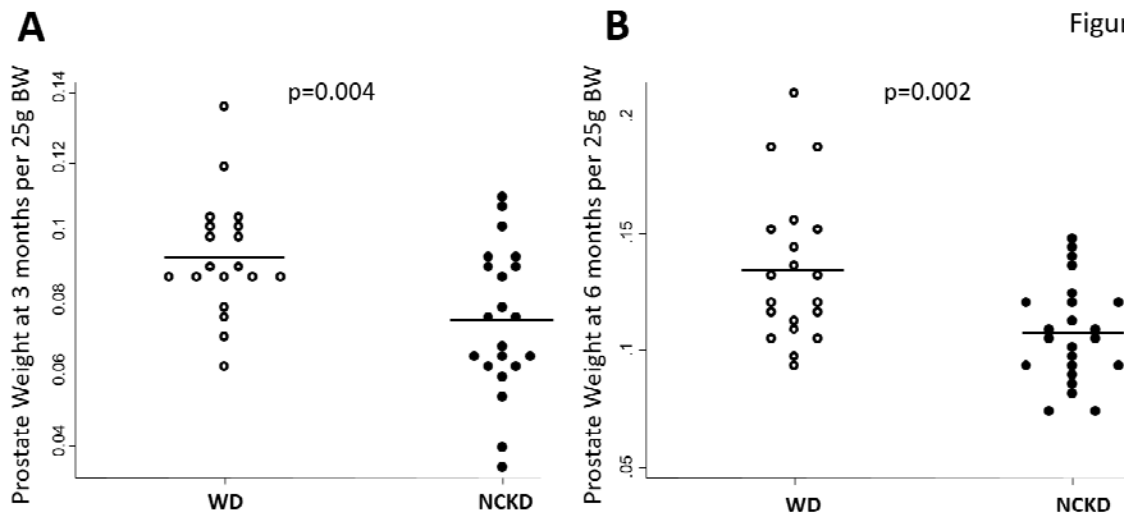 A
Prostate Weight at 3 months per 25g BW
0.14
0.12
0.1
0.08
0.06
0.04
p=0.004
WD
NCKD
B
Figur
Prostate Weight at 6 months per 25g BW
.2
.15
.1
.05
p=0.002
WD
NCKD